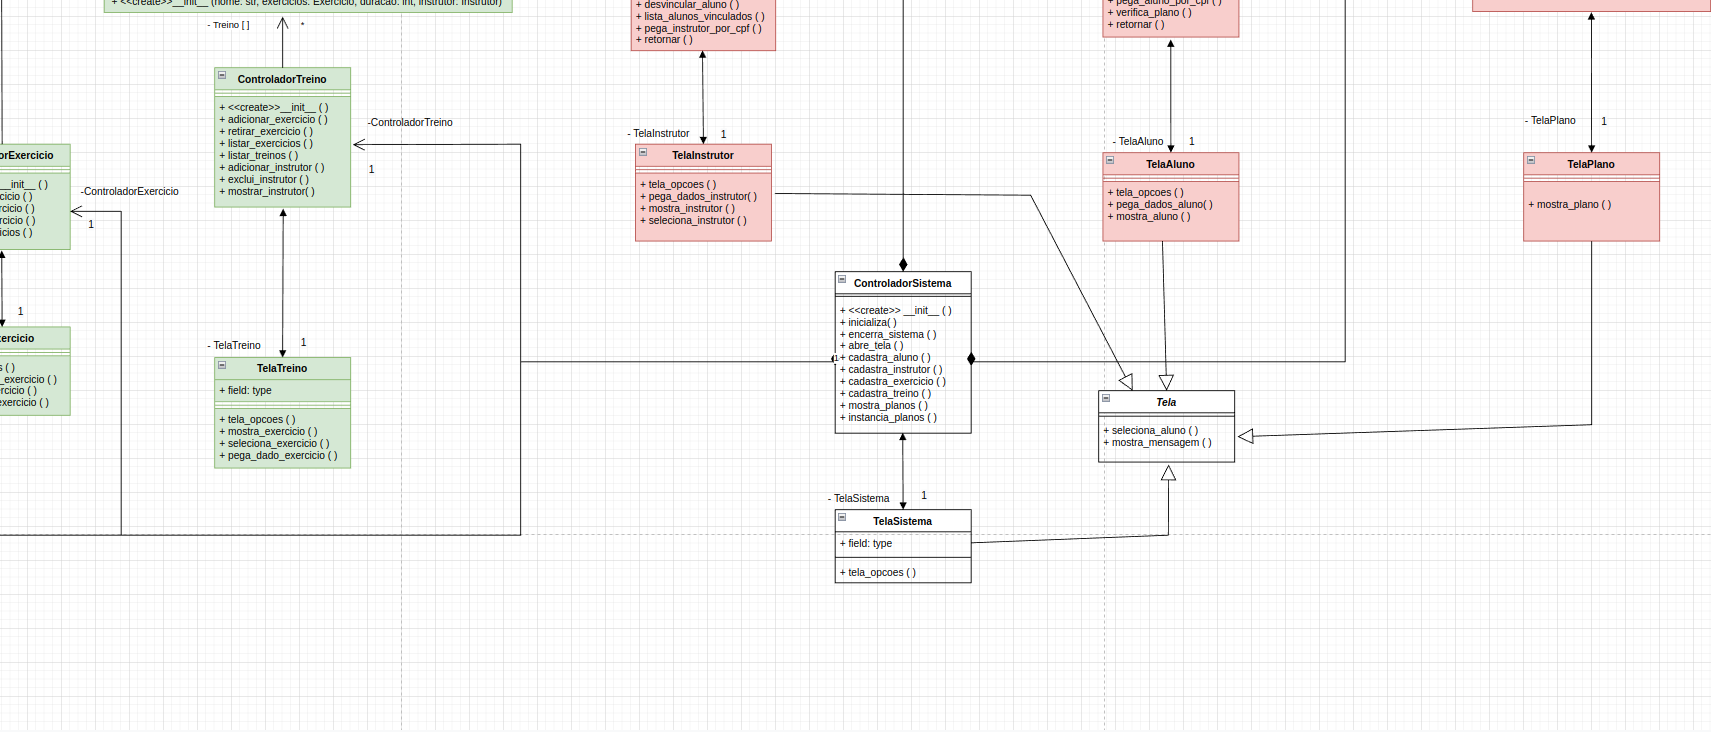 + <<create>>__init__ (nome: str, exercicios: Exercicio, duracao: int, instrutor: Instrutor)
- Treino [ ]
*
ControladorTreino
+ <<create>>__init__ ( )
+ adicionar_exercicio ( )
+ retirar_exercicio ( )
+ listar_exercicios ( )
+ listar_treinos ( )
+ adicionar_instrutor ( )
+ exclui_instrutor ( )
+ mostrar_instrutor( )
-ControladorTreino
1
orExercicio
__init__ ( )
cicio ( )
rcicio ( )
rcicio ( )
icios ( )
-ControladorExercicio
1
1
ercicio
s ( )
_exercicio ( )
rcicio ( )
exercicio ( )
- TelaTreino
1
TelaTreino
+ field: type
+ tela_opcoes ( )
+ mostra_exercicio ( )
+ seleciona_exercicio ( )
+ pega_dado_exercicio ( )
+ desvincular_aluno ( )
+ lista_alunos_vinculados ( )
+ pega_instrutor_por_cpf ( )
+ retornar ( )
- TelaInstrutor
1
TelaInstrutor
+ tela_opcoes ( )
+ pega_dados_instrutor( )
+ mostra_instrutor ( )
+ seleciona_instrutor ( )
ControladorSistema
+ <<create>> __init__ ( )
+ inicializa( )
+ encerra_sistema ( )
+ abre_tela ( )
1
+ cadastra_aluno ( )
+ cadastra_instrutor ( )
+ cadastra_exercicio ( )
+ cadastra_treino ( )
+ mostra_planos ( )
+ instancia_planos ( )
- TelaSistema
1
TelaSistema
+ field: type
+ tela_opcoes ( )
+ pega_aluno_por_cpf ( )
+ verifica_plano ( )
+ retornar ( )
- TelaAluno
1
TelaAluno
+ tela_opcoes ( )
+ pega_dados_aluno( )
+ mostra_aluno ( )
Tela
+ seleciona_aluno ( )
+ mostra_mensagem ( )
- TelaPlano
1
TelaPlano
+ mostra_plano ( )